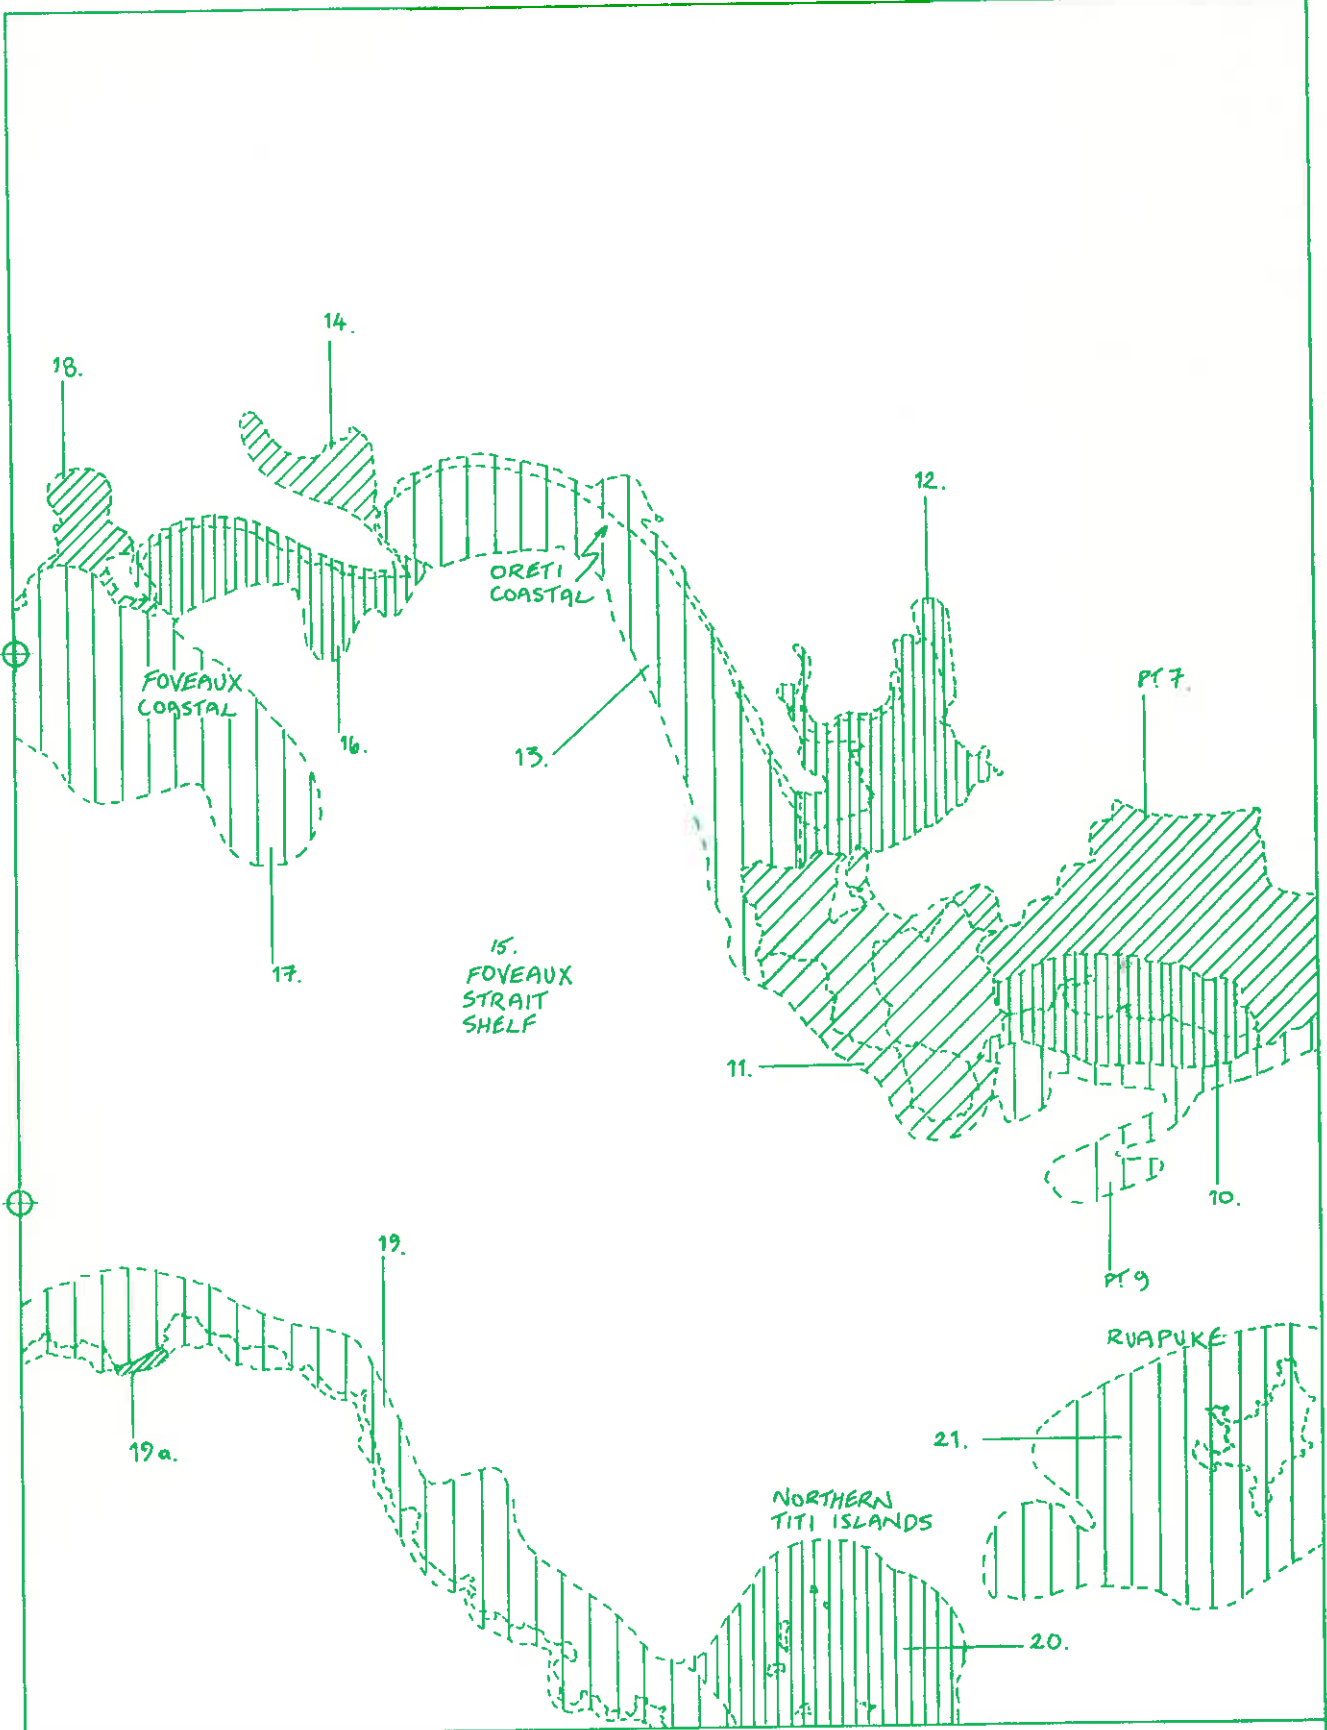 14.
18.
12.
ORETI
COASTAL
FOVEAUX
COASTAL
PT 7
16.
13.
15.
FOVEAUX
STRAIT
SHELF
17.
11.
10.
19.
PT 9
RUAPUKE
21.
19a.
NORTHERN
TITI ISLANDS
20.